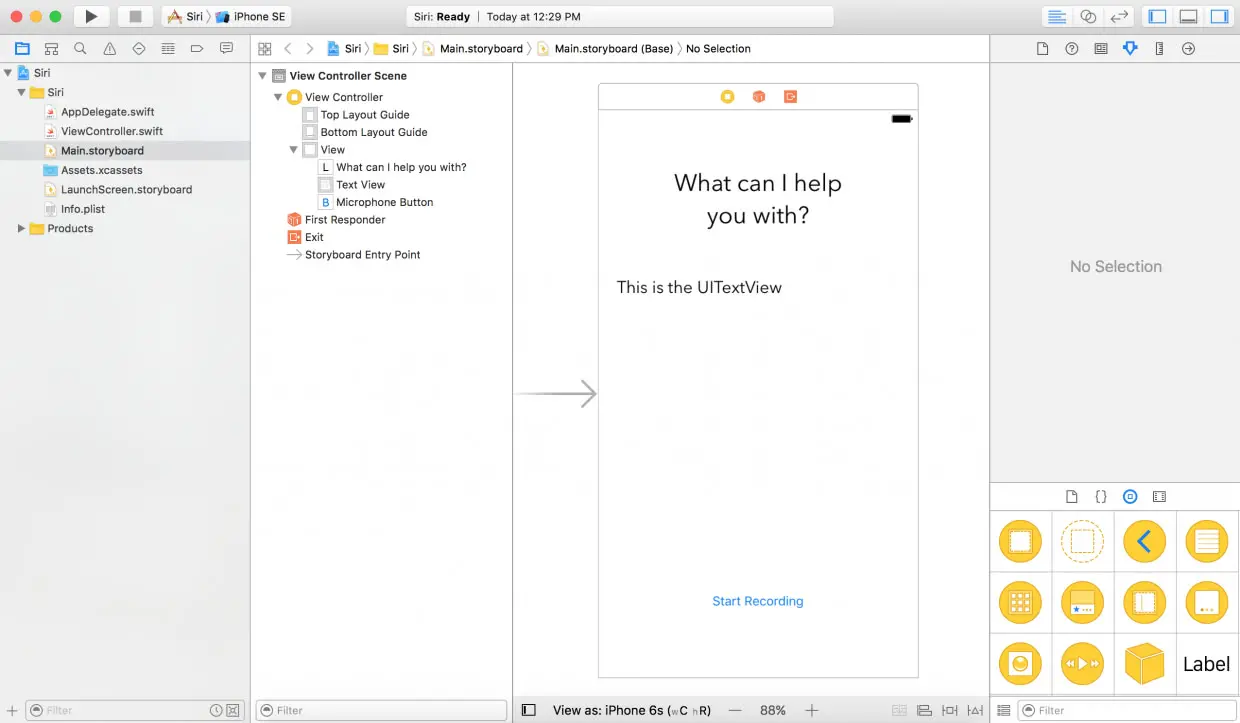 Siri
iPhone SE
Siri: Ready
Today at 12:29 PM
Siri
Siri
Main.storyboard
Main.storyboard (Base)
No Selection
Siri
Siri
AppDelegate.swift
ViewController.swift
Main.storyboard
Assets.xcassets
LaunchScreen.storyboard
Info.plist
Products
View Controller Scene
View Controller
Top Layout Guide
Bottom Layout Guide
View
L What can I help you with?
Text View
B Microphone Button
First Responder
Exit
Storyboard Entry Point
What can I help
you with?
This is the UITextView
Start Recording
No Selection
{}
Label
Filter
Filter
View as: iPhone 6s (wC hR)
88%
Filter